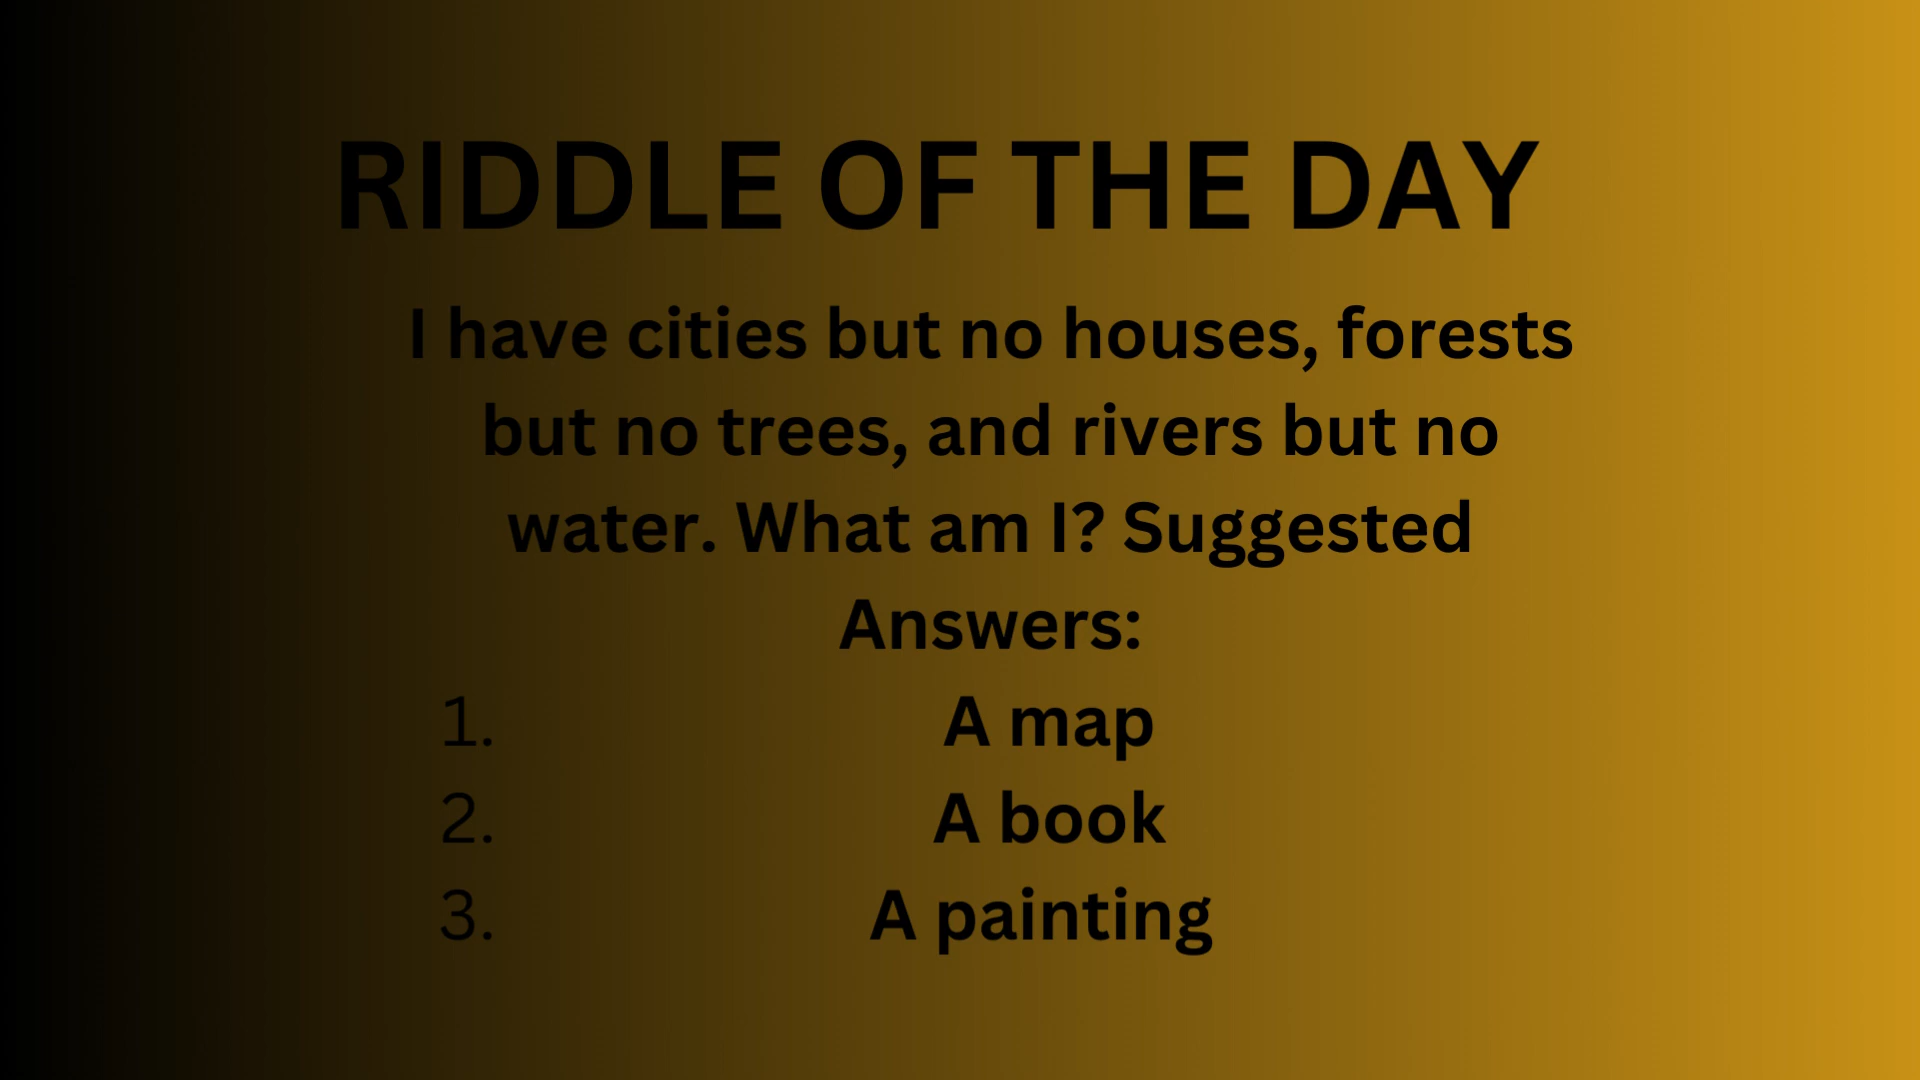 RIDDLE OF THE DAY
I have cities but no houses, forests
but no trees, and rivers but no
water. What am I? Suggested
Answers:
1. A map
2. A book
3. A painting